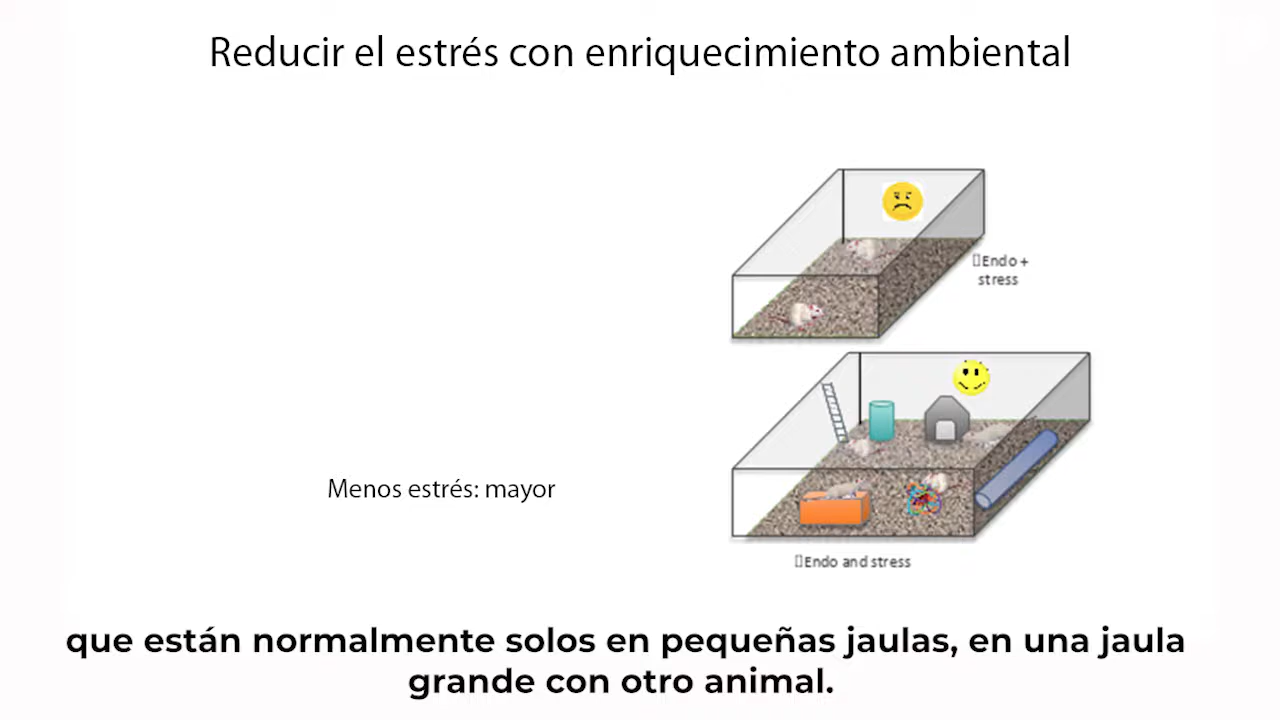 Reducir el estrés con enriquecimiento ambiental
Endo +
stress
Menos estrés: mayor
Endo and stress
que están normalmente solos en pequeñas jaulas, en una jaula
grande con otro animal.